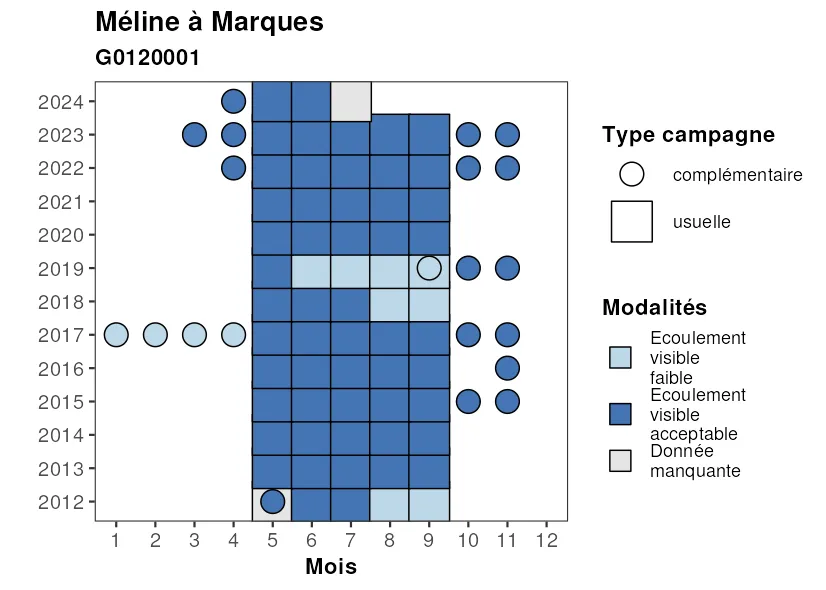 Méline à Marques
G0120001
2024
2023
2022
2021
2020
2019
2018
2017
2016
2015
2014
2013
2012
1 2 3 4 5 6 7 8 9 10 11 12
Mois
Type campagne
complémentaire
usuelle
Modalités
Ecoulement
visible
faible
Ecoulement
visible
acceptable
Donnée
manquante